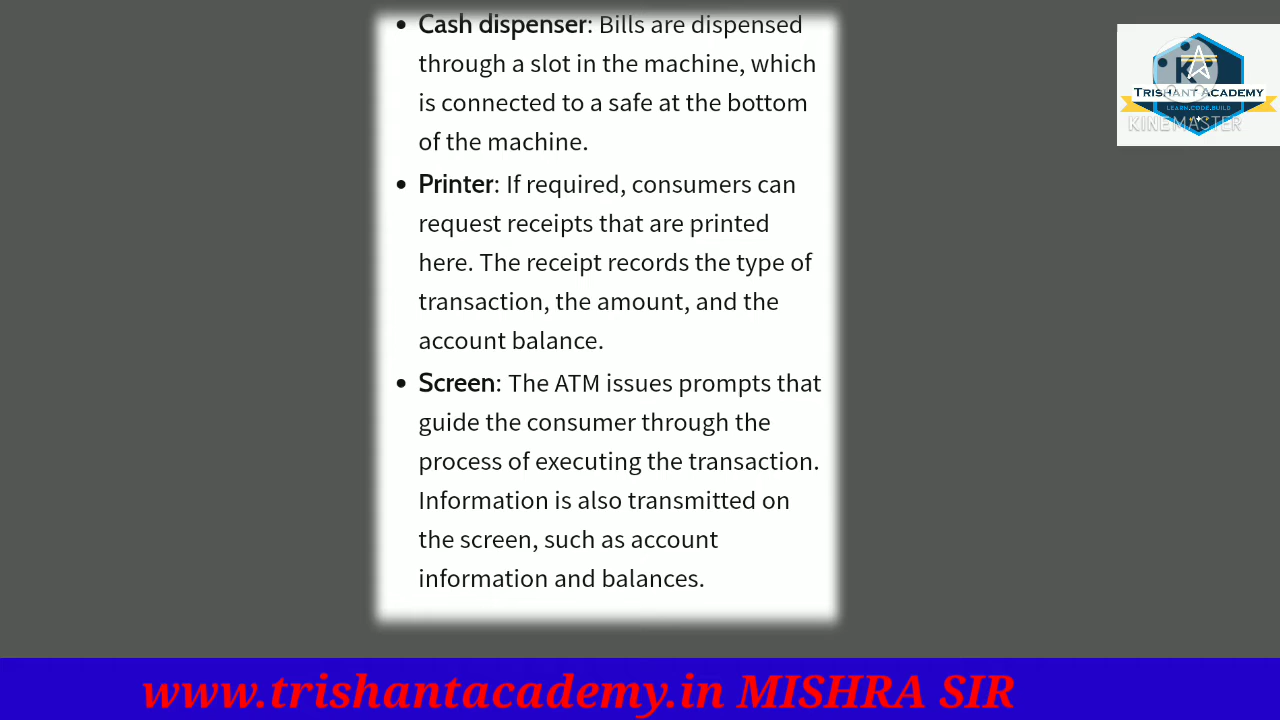 • Cash dispenser: Bills are dispensed
through a slot in the machine, which
is connected to a safe at the bottom
of the machine.
• Printer: If required, consumers can
request receipts that are printed
here. The receipt records the type of
transaction, the amount, and the
account balance.
• Screen: The ATM issues prompts that
guide the consumer through the
process of executing the transaction.
Information is also transmitted on
the screen, such as account
information and balances.
K
TRISHANT ACADEMY
LEARN.CODE.BUILD
KINEMASTER
www.trishantacademy.in MISHRA SIR